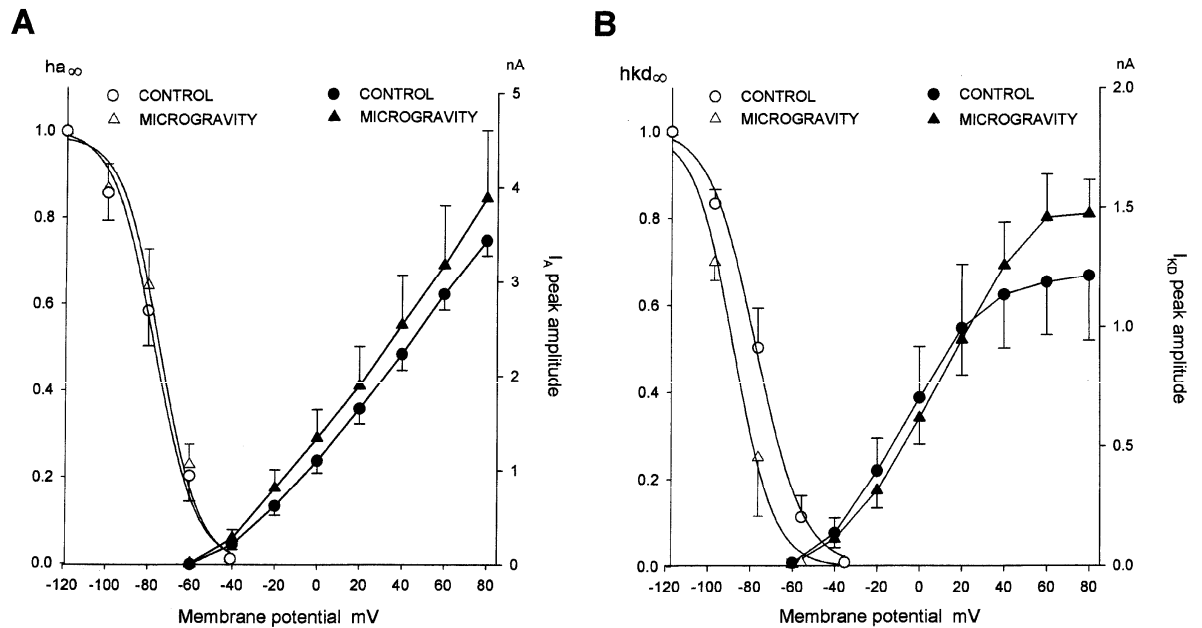 A
ha∞
nA
CONTROL
MICROGRAVITY
CONTROL
MICROGRAVITY
1.0
0.8
0.6
0.4
0.2
0.0
5
4
3
2
1
0
I_A peak amplitude
-120 -100 -80 -60 -40 -20 0 20 40 60 80
Membrane potential mV
B
hkd∞
nA
CONTROL
MICROGRAVITY
CONTROL
MICROGRAVITY
1.0
0.8
0.6
0.4
0.2
0.0
2.0
1.5
1.0
0.5
0.0
I_KD peak amplitude
-120 -100 -80 -60 -40 -20 0 20 40 60 80
Membrane potential mV